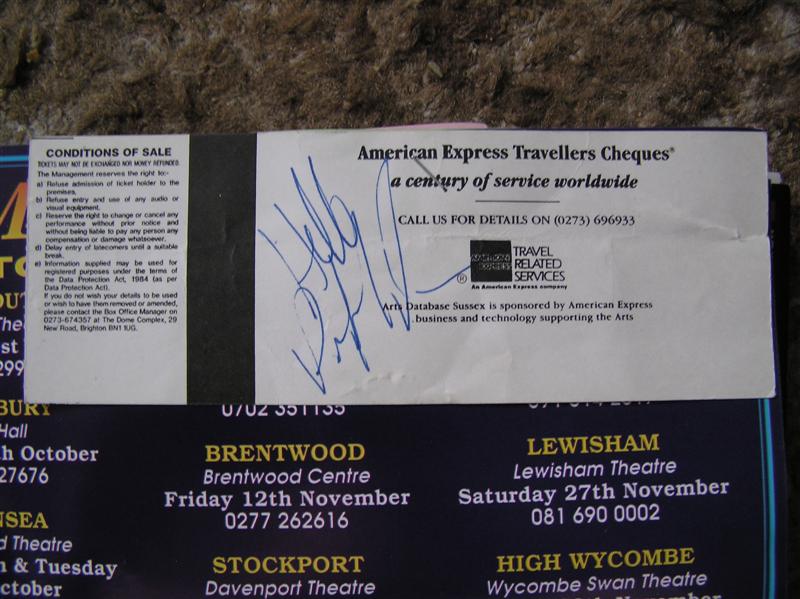 CONDITIONS OF SALE
TICKETS MAY NOT BE EXCHANGED NOR MONEY REFUNDED.
The Management reserves the right to:-
a) Refuse admission of ticket holder to the
premises.
b) Refuse entry and use of any audio or
visual equipment.
c) Reserve the right to change or cancel any
performance without prior notice and
without being liable to pay any person any
compensation or damage whatsoever.
d) Delay entry of latecomers until a suitable
break.
e) Information supplied may be used for
registered purposes under the terms of
the Data Protection Act, 1984 (as per
Data Protection Act).
If you do not wish your details to be used
or wish to have them removed or amended,
please contact the Box Office Manager on
0273-674357 at The Dome Complex, 29
New Road, Brighton BN1 1UG.
American Express Travellers Cheques®
a century of service worldwide
CALL US FOR DETAILS ON (0273) 696933
AMERICAN
EXPRESS
®
TRAVEL
RELATED
SERVICES
An American Express company
Arts Database Sussex is sponsored by American Express
business and technology supporting the Arts
0702 351135
BRENTWOOD
Brentwood Centre
Friday 12th November
0277 262616
STOCKPORT
Davenport Theatre
LEWISHAM
Lewisham Theatre
Saturday 27th November
081 690 0002
HIGH WYCOMBE
Wycombe Swan Theatre
BURY
Hall
h October
27676
NSEA
d Theatre
n & Tuesday
ctober